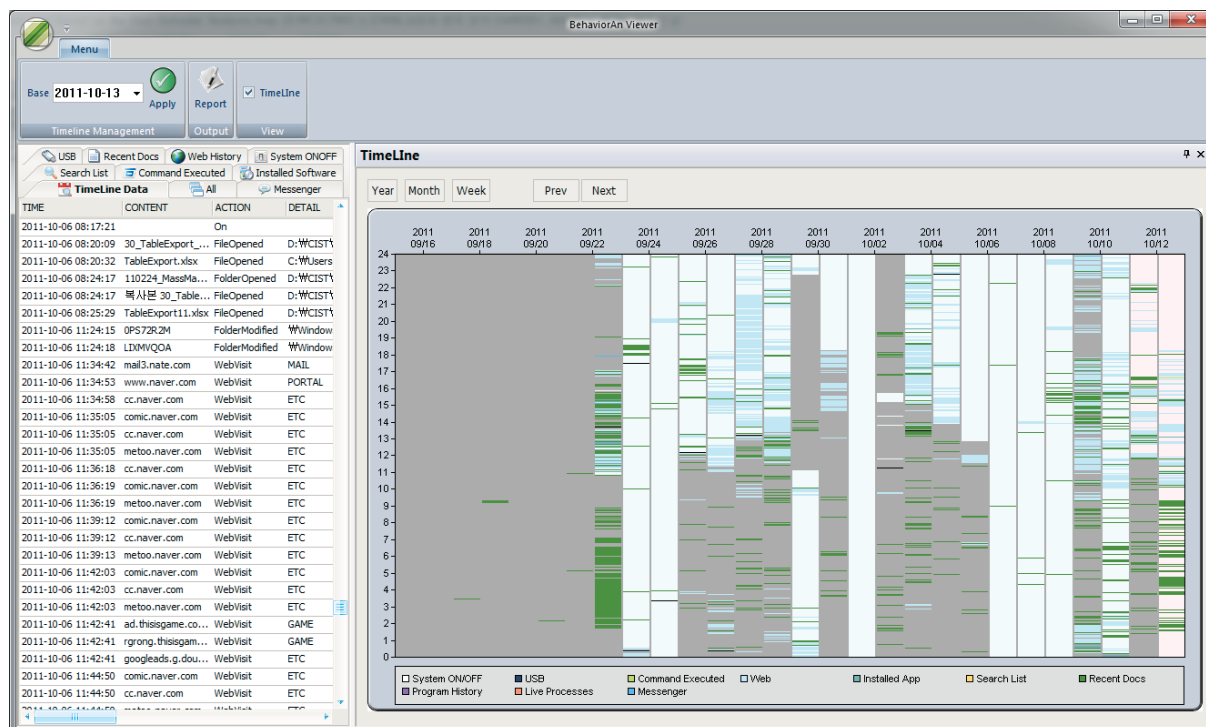 BehaviorAn Viewer
Menu
Base 2011-10-13
Apply
Report
TimeLIne
Timeline Management
Output
View
USB
Recent Docs
Web History
System ONOFF
Search List
Command Executed
Installed Software
TimeLine Data
All
Messenger
TIME CONTENT ACTION DETAIL
2011-10-06 08:17:21 On
2011-10-06 08:20:09 30_TableExport_... FileOpened D:₩CIST₩
2011-10-06 08:20:32 TableExport.xlsx FileOpened C:₩Users
2011-10-06 08:24:17 110224_MassMa... FolderOpened D:₩CIST₩
2011-10-06 08:24:17 복사본 30_Table... FileOpened D:₩CIST₩
2011-10-06 08:25:29 TableExport11.xlsx FileOpened D:₩CIST₩
2011-10-06 11:24:15 0PS72R2M FolderModified ₩Window
2011-10-06 11:24:18 LIXMVQOA FolderModified ₩Window
2011-10-06 11:34:42 mail3.nate.com WebVisit MAIL
2011-10-06 11:34:53 www.naver.com WebVisit PORTAL
2011-10-06 11:34:58 cc.naver.com WebVisit ETC
2011-10-06 11:35:05 comic.naver.com WebVisit ETC
2011-10-06 11:35:05 cc.naver.com WebVisit ETC
2011-10-06 11:35:05 metoo.naver.com WebVisit ETC
2011-10-06 11:36:18 cc.naver.com WebVisit ETC
2011-10-06 11:36:19 comic.naver.com WebVisit ETC
2011-10-06 11:36:19 metoo.naver.com WebVisit ETC
2011-10-06 11:39:12 comic.naver.com WebVisit ETC
2011-10-06 11:39:12 cc.naver.com WebVisit ETC
2011-10-06 11:39:13 metoo.naver.com WebVisit ETC
2011-10-06 11:42:03 comic.naver.com WebVisit ETC
2011-10-06 11:42:03 cc.naver.com WebVisit ETC
2011-10-06 11:42:03 metoo.naver.com WebVisit ETC
2011-10-06 11:42:41 ad.thisisgame.co... WebVisit GAME
2011-10-06 11:42:41 rgrong.thisisgam... WebVisit GAME
2011-10-06 11:42:41 googleads.g.dou... WebVisit ETC
2011-10-06 11:44:50 comic.naver.com WebVisit ETC
2011-10-06 11:44:50 cc.naver.com WebVisit ETC
2011-10-06 11:44:50 metoo.naver.com WebVisit ETC
TimeLIne
Year Month Week Prev Next
2011 2011 2011 2011 2011 2011 2011 2011 2011 2011 2011 2011 2011 2011
09/16 09/18 09/20 09/22 09/24 09/26 09/28 09/30 10/02 10/04 10/06 10/08 10/10 10/12
24
23
22
21
20
19
18
17
16
15
14
13
12
11
10
9
8
7
6
5
4
3
2
1
0
System ON/OFF USB Command Executed Web Installed App Search List Recent Docs
Program History Live Processes Messenger